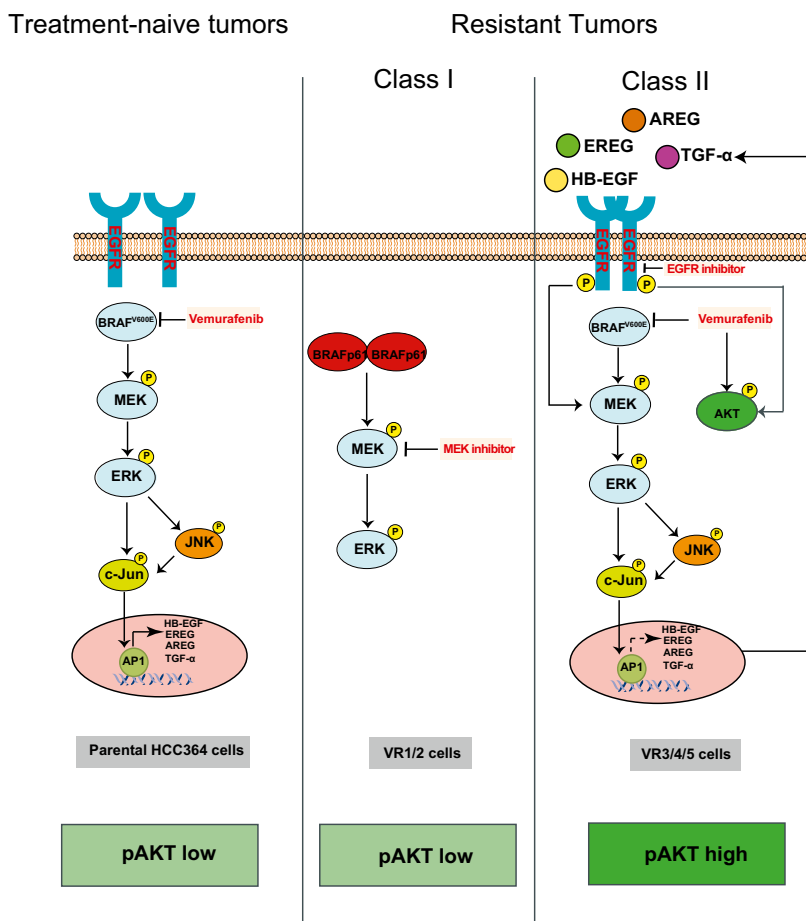 Treatment-naive tumors
Resistant Tumors
Class I
Class II
EGFR
EGFR
BRAFV600E
Vemurafenib
P
MEK
P
ERK
P
JNK
P
c-Jun
HB-EGF
EREG
AREG
TGF-α
AP1
Parental HCC364 cells
pAKT low
BRAFp61
BRAFp61
P
MEK
MEK inhibitor
P
ERK
VR1/2 cells
pAKT low
AREG
EREG
TGF-α
HB-EGF
EGFR
EGFR
EGFR inhibitor
P
P
BRAFV600E
Vemurafenib
P
MEK
P
AKT
P
ERK
P
JNK
P
c-Jun
HB-EGF
EREG
AREG
TGF-α
AP1
VR3/4/5 cells
pAKT high